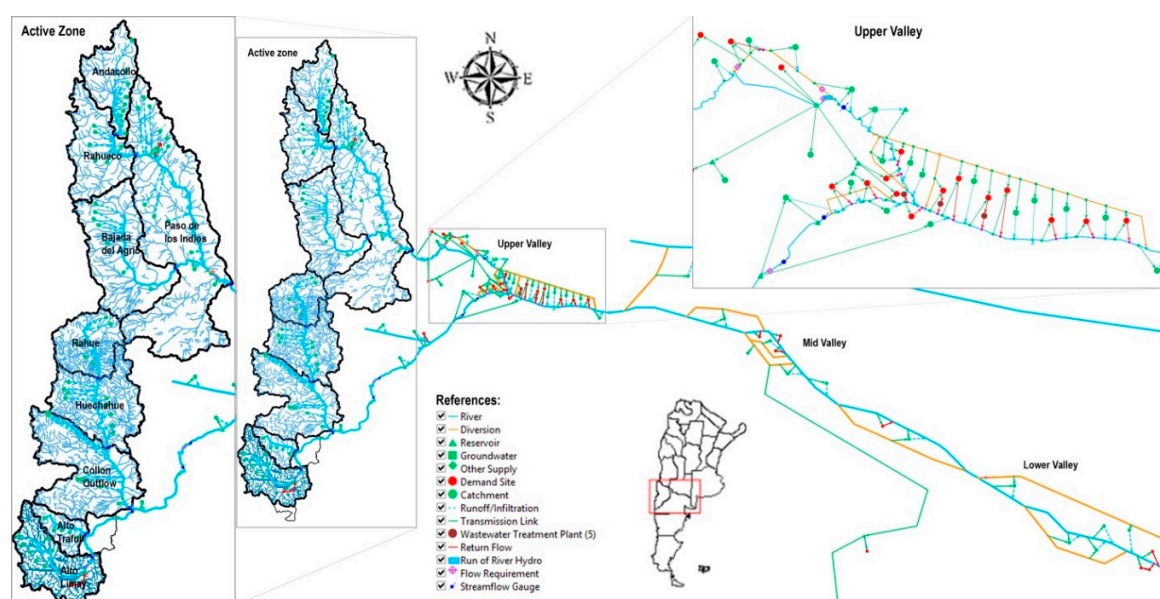 Active Zone
Andacollo
Rahueco
Paso de
los Indios
Bajada
del Agrio
Rahue
Huechahue
Collon
Outflow
Alto
Traful
Alto
Limay
Active zone
N
W
E
S
Upper Valley
Upper Valley
Mid Valley
Lower Valley
References:
River
Diversion
Reservoir
Groundwater
Other Supply
Demand Site
Catchment
Runoff/Infiltration
Transmission Link
Wastewater Treatment Plant (5)
Return Flow
Run of River Hydro
Flow Requirement
Streamflow Gauge